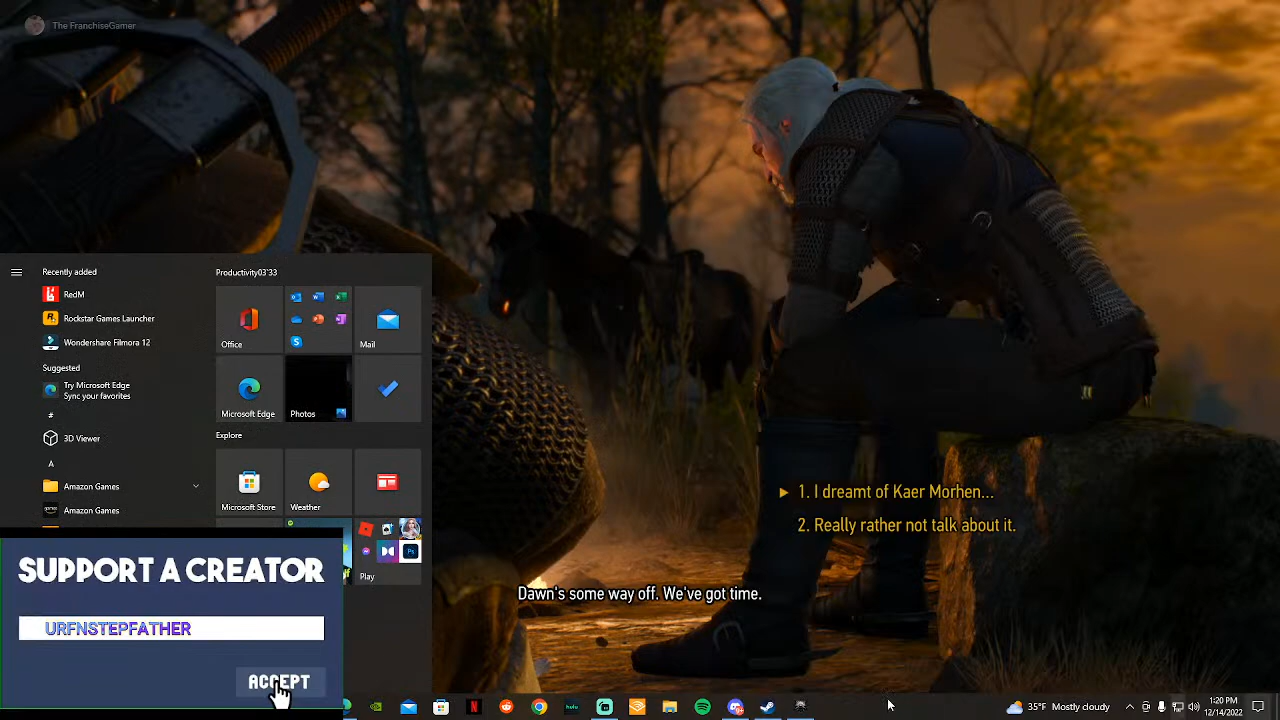 The FranchiseGamer
Recently added
RedM
Rockstar Games Launcher
Wondershare Filmora 12
Suggested
Try Microsoft Edge
Sync your favorites
#
3D Viewer
A
Amazon Games
Amazon Games
Productivity03'33
Office
Mail
Microsoft Edge
Photos
Explore
Microsoft Store
Weather
Play
1. I dreamt of Kaer Morhen...
2. Really rather not talk about it.
Dawn's some way off. We've got time.
SUPPORT A CREATOR
URFNSTEPFATHER
ACCEPT
hulu
35°F Mostly cloudy
1:20 PM
12/14/2022